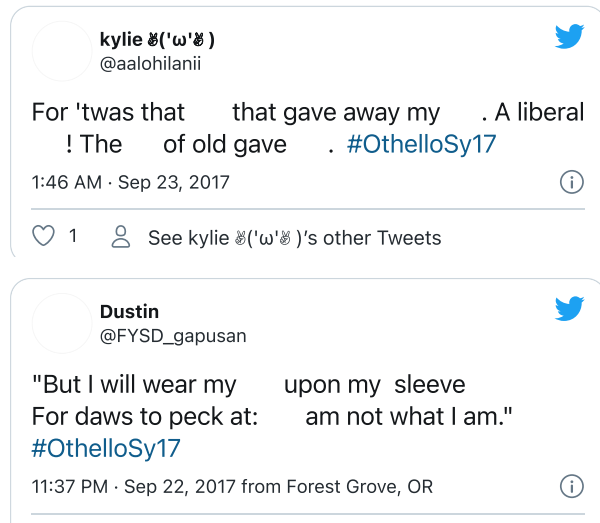 kylie ✌︎('ω'✌︎ )
@aalohilanii
For 'twas that that gave away my . A liberal
! The of old gave . #OthelloSy17
1:46 AM · Sep 23, 2017
1 See kylie ✌︎('ω'✌︎ )’s other Tweets
Dustin
@FYSD_gapusan
"But I will wear my upon my sleeve
For daws to peck at: am not what I am."
#OthelloSy17
11:37 PM · Sep 22, 2017 from Forest Grove, OR